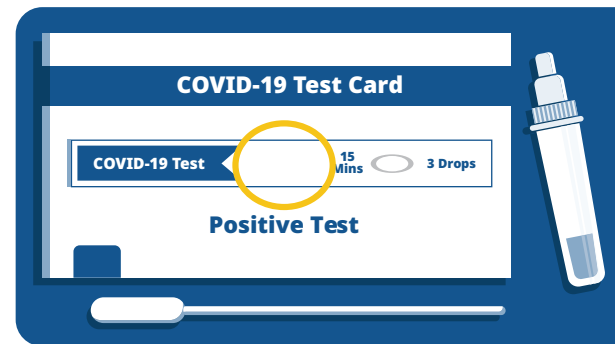 COVID-19 Test Card
COVID-19 Test
15
Mins
3 Drops
Positive Test